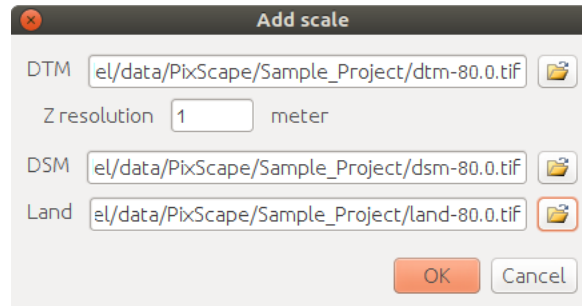 Add scale
DTM el/data/PixScape/Sample_Project/dtm-80.0.tif
Z resolution 1 meter
DSM el/data/PixScape/Sample_Project/dsm-80.0.tif
Land el/data/PixScape/Sample_Project/land-80.0.tif
OK Cancel